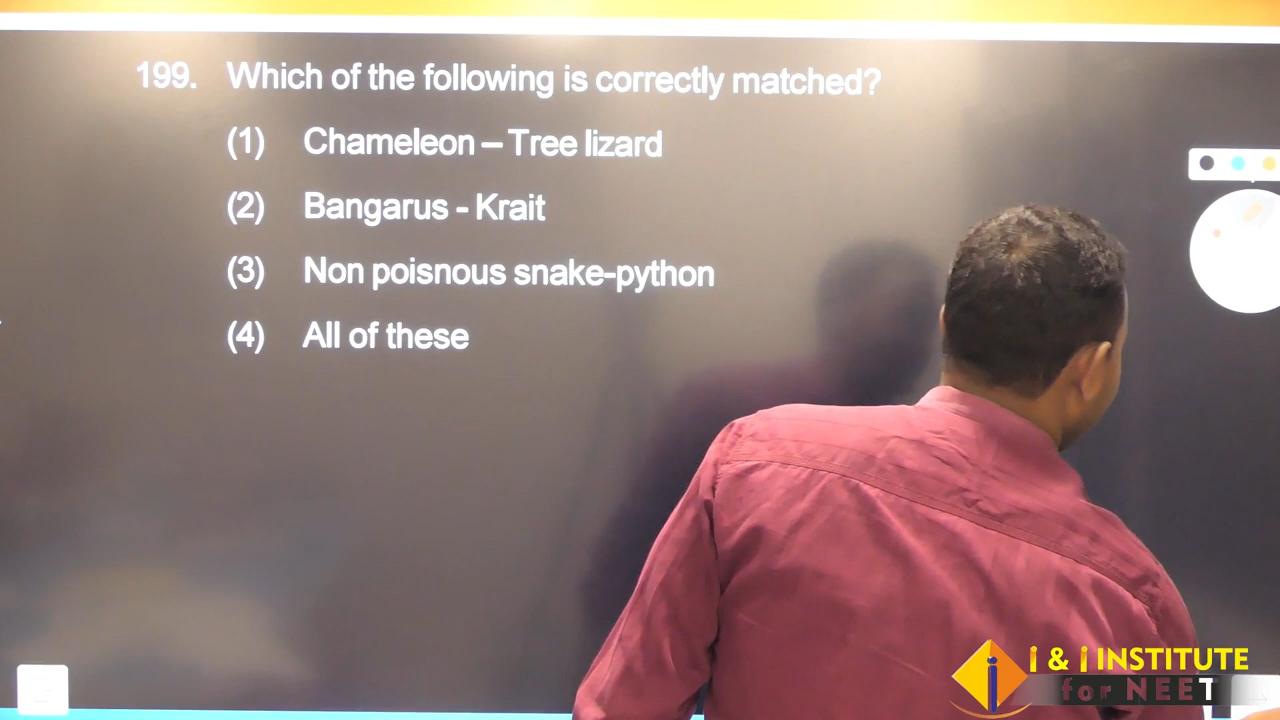 199. Which of the following is correctly matched?
(1) Chameleon – Tree lizard
(2) Bangarus - Krait
(3) Non poisnous snake-python
(4) All of these
i & i INSTITUTE
for NEET